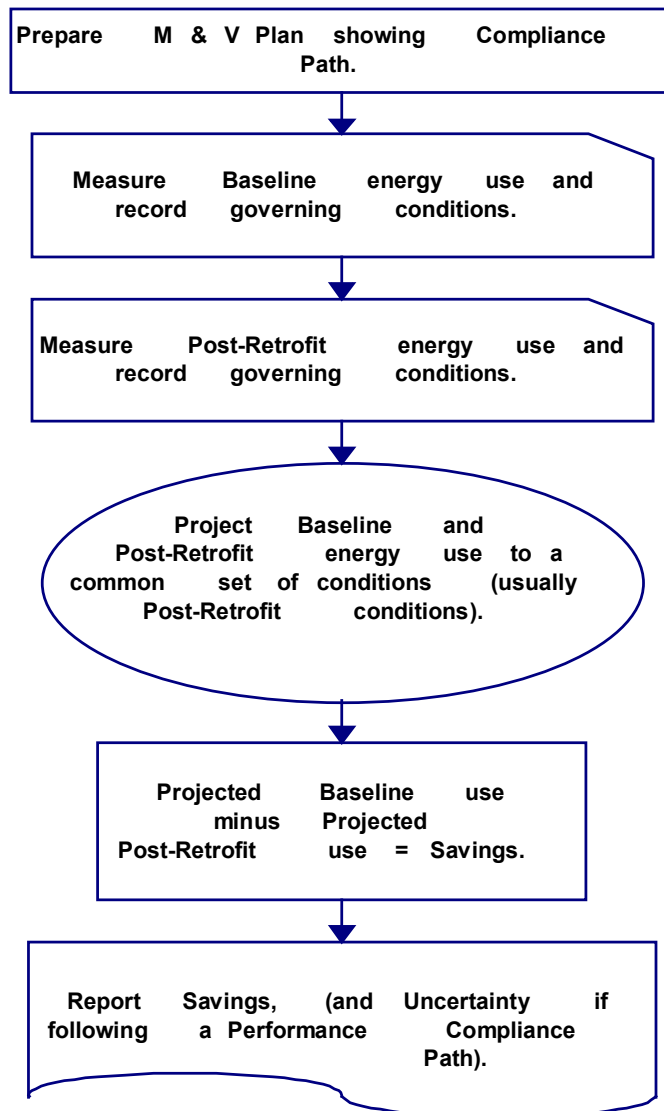 Prepare M & V Plan showing Compliance
Path.
Measure Baseline energy use and
record governing conditions.
Measure Post-Retrofit energy use and
record governing conditions.
Project Baseline and
Post-Retrofit energy use to a
common set of conditions (usually
Post-Retrofit conditions).
Projected Baseline use
minus Projected
Post-Retrofit use = Savings.
Report Savings, (and Uncertainty if
following a Performance Compliance
Path).